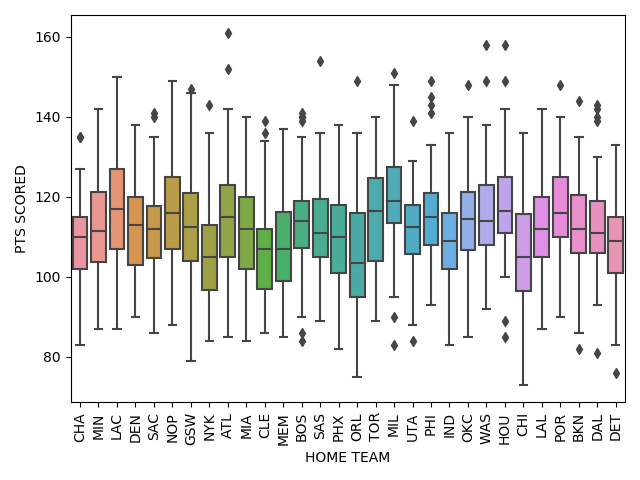 160
140
120
100
80
PTS SCORED
CHA MIN LAC DEN SAC NOP GSW NYK ATL MIA CLE MEM BOS SAS PHX ORL TOR MIL UTA PHI IND OKC WAS HOU CHI LAL POR BKN DAL DET
HOME TEAM